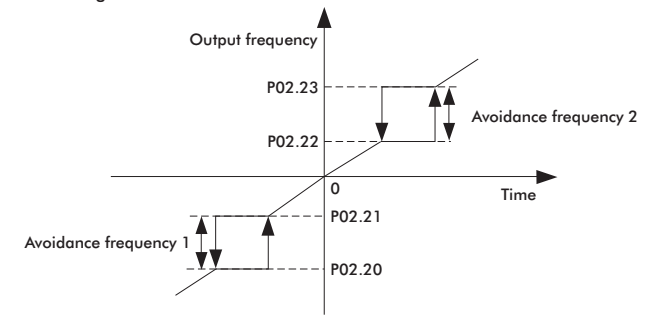 Output frequency
P02.23
Avoidance frequency 2
P02.22
0
Time
P02.21
Avoidance frequency 1
P02.20